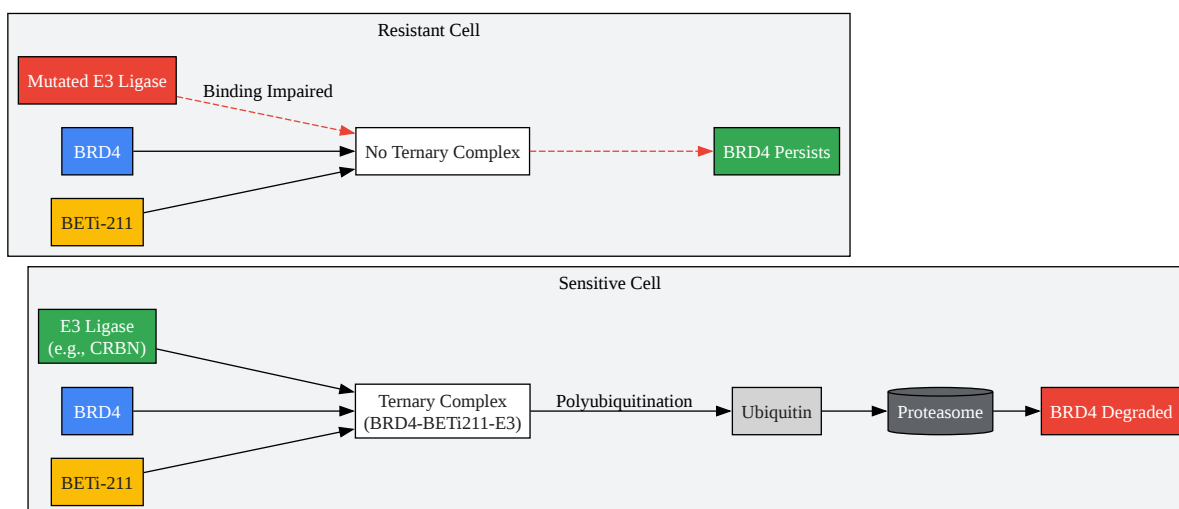 Resistant Cell
Mutated E3 Ligase
Binding Impaired
BRD4
No Ternary Complex
BRD4 Persists
BETi-211
Sensitive Cell
E3 Ligase
(e.g., CRBN)
BRD4
Ternary Complex
(BRD4-BETi211-E3)
Polyubiquitination
Ubiquitin
Proteasome
BRD4 Degraded
BETi-211